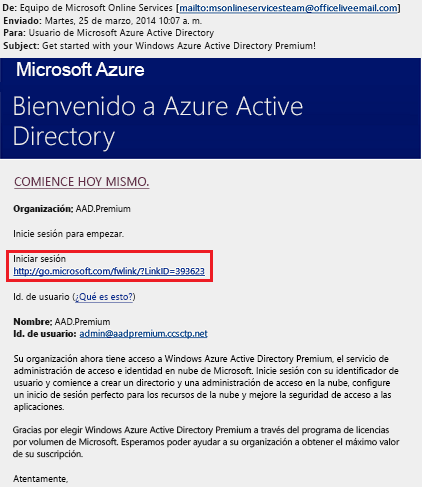 De: Equipo de Microsoft Online Services [mailto:msonlineservicesteam@officeliveemail.com]
Enviado: Martes, 25 de marzo, 2014 10:07 a. m.
Para: Usuario de Microsoft Azure Active Directory
Subject: Get started with your Windows Azure Active Directory Premium!
Microsoft Azure
Bienvenido a Azure Active
Directory
COMIENCE HOY MISMO.
Organización: AAD.Premium
Inicie sesión para empezar.
Iniciar sesión
http://go.microsoft.com/fwlink/?LinkID=393623
Id. de usuario (¿Qué es esto?)
Nombre: AAD.Premium
Id. de usuario: admin@aadpremium.ccsctp.net
Su organización ahora tiene acceso a Windows Azure Active Directory Premium, el servicio de
administración de acceso e identidad en nube de Microsoft. Inicie sesión con su identificador de
usuario y comience a crear un directorio y una administración de acceso en la nube, configure
un inicio de sesión perfecto para los recursos de la nube y mejore la seguridad de acceso a las
aplicaciones.
Gracias por elegir Windows Azure Active Directory Premium a través del programa de licencias
por volumen de Microsoft. Esperamos poder ayudar a su organización a obtener el máximo valor
de su suscripción.
Atentamente,